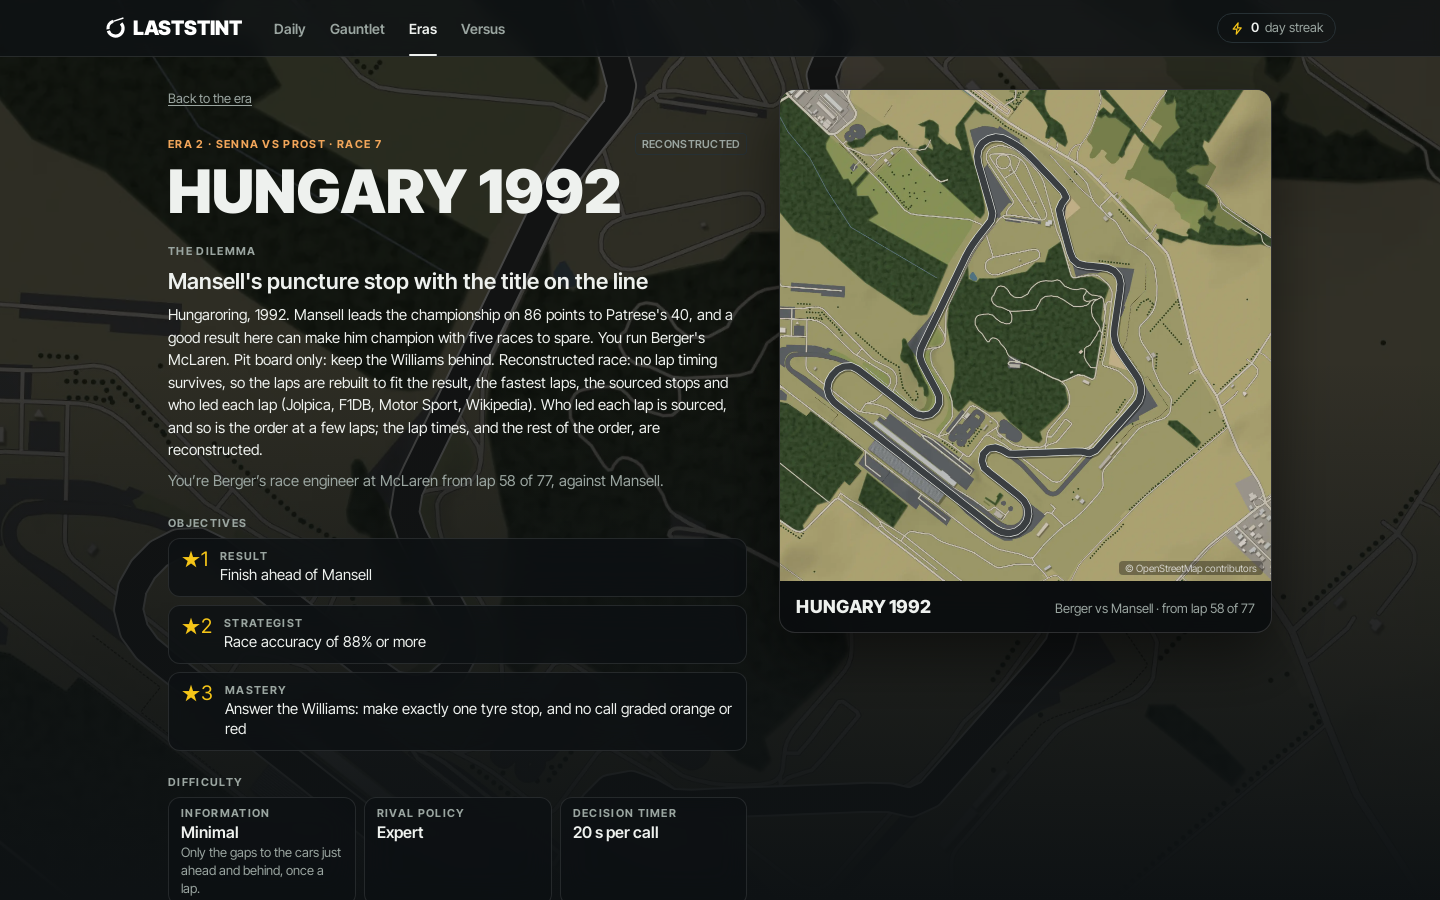 LASTSTINT Daily Gauntlet Eras Versus 0 day streak
Back to the era
ERA 2 · SENNA VS PROST · RACE 7 RECONSTRUCTED
HUNGARY 1992
THE DILEMMA
Mansell's puncture stop with the title on the line
Hungaroring, 1992. Mansell leads the championship on 86 points to Patrese's 40, and a
good result here can make him champion with five races to spare. You run Berger's
McLaren. Pit board only: keep the Williams behind. Reconstructed race: no lap timing
survives, so the laps are rebuilt to fit the result, the fastest laps, the sourced stops and
who led each lap (Jolpica, F1DB, Motor Sport, Wikipedia). Who led each lap is sourced,
and so is the order at a few laps; the lap times, and the rest of the order, are
reconstructed.
You're Berger's race engineer at McLaren from lap 58 of 77, against Mansell.
OBJECTIVES
★1 RESULT
Finish ahead of Mansell
★2 STRATEGIST
Race accuracy of 88% or more
★3 MASTERY
Answer the Williams: make exactly one tyre stop, and no call graded orange or
red
DIFFICULTY
INFORMATION
Minimal
Only the gaps to the cars just
ahead and behind, once a
lap.
RIVAL POLICY
Expert
DECISION TIMER
20 s per call
© OpenStreetMap contributors
HUNGARY 1992 Berger vs Mansell · from lap 58 of 77